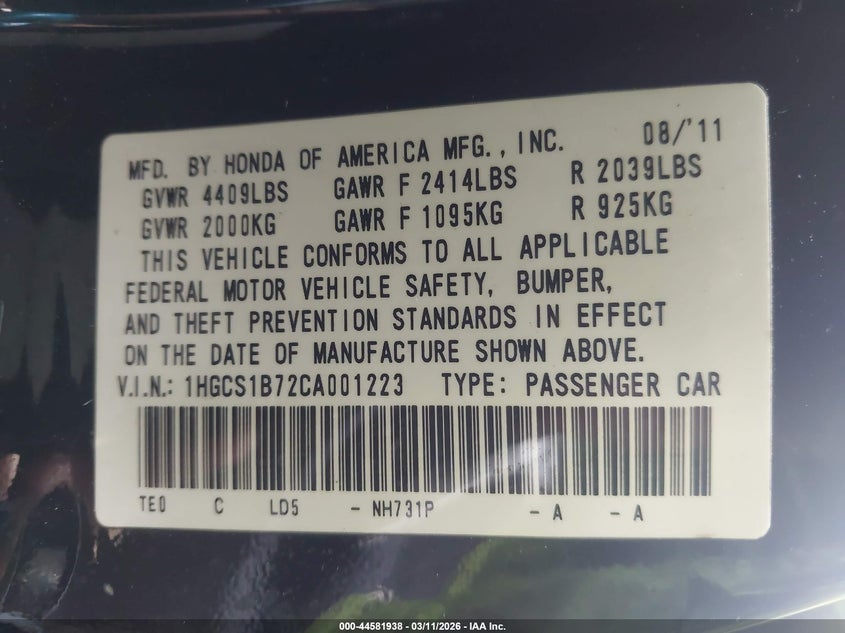 MFD. BY HONDA OF AMERICA MFG., INC. 08/'11
GVWR 4409LBS GAWR F 2414LBS R 2039LBS
GVWR 2000KG GAWR F 1095KG R 925KG
THIS VEHICLE CONFORMS TO ALL APPLICABLE
FEDERAL MOTOR VEHICLE SAFETY, BUMPER,
AND THEFT PREVENTION STANDARDS IN EFFECT
ON THE DATE OF MANUFACTURE SHOWN ABOVE.
V.I.N.: 1HGCS1B72CA001223 TYPE: PASSENGER CAR
TE0 C LD5 - NH731P - A - A
000-44581938 - 03/11/2026 - IAA Inc.